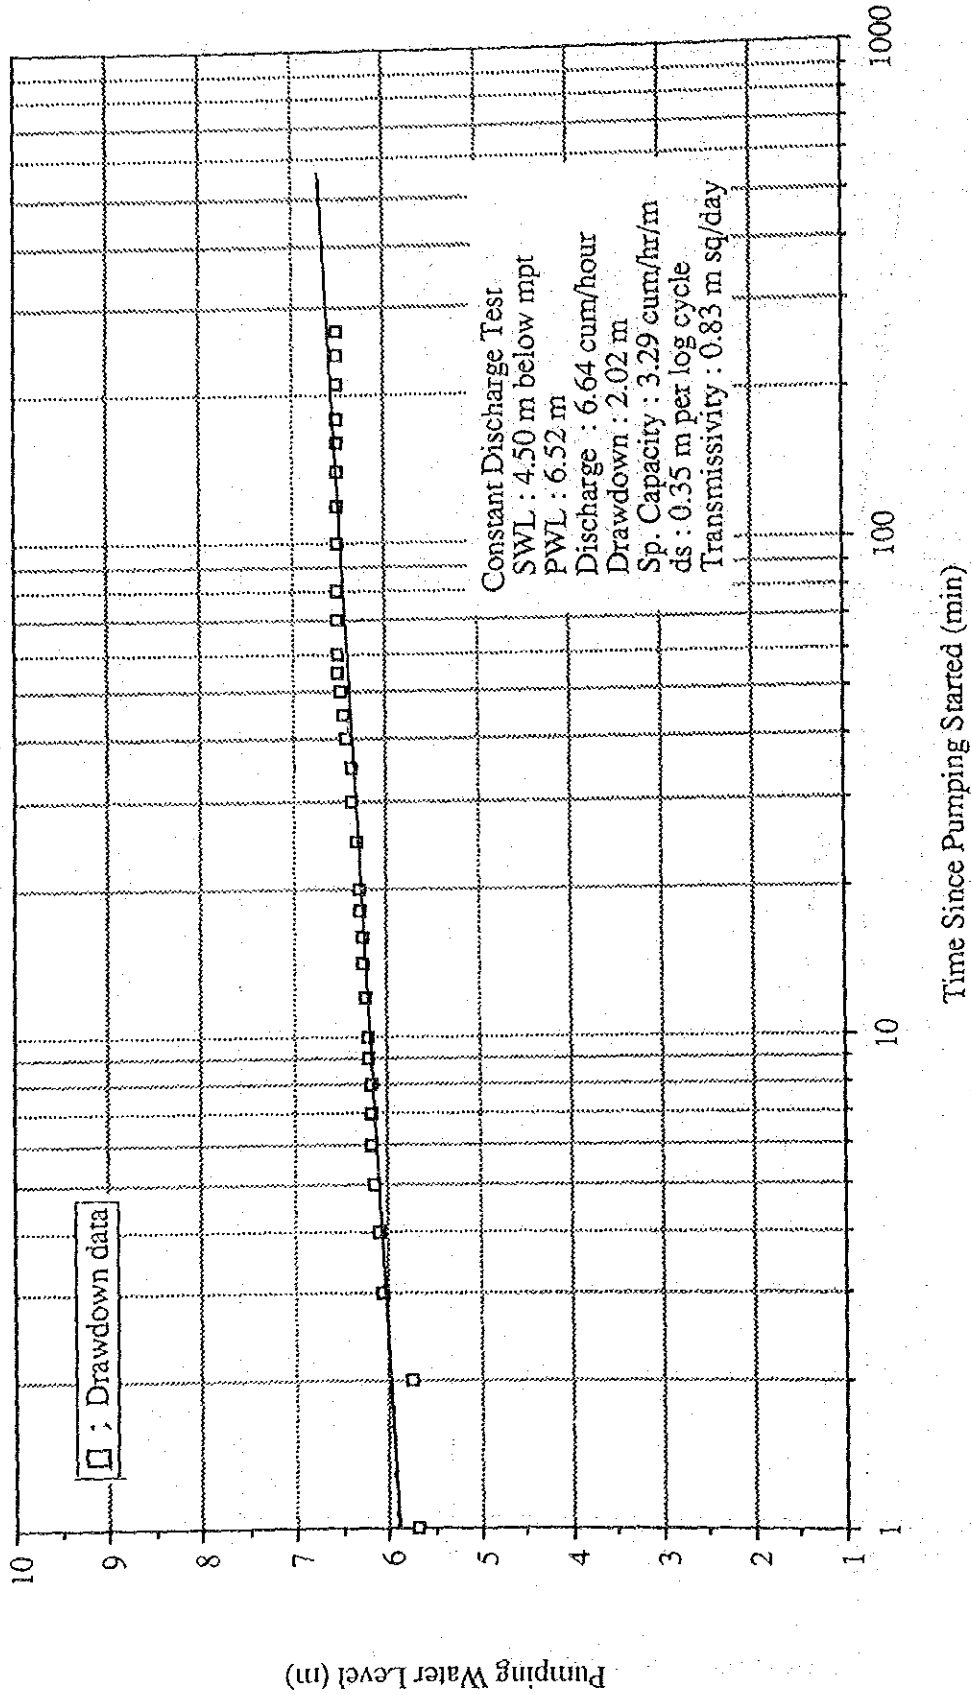 Pumping Water Level (m)
10
9
8
7
6
5
4
3
2
1
□ ; Drawdown data
Constant Discharge Test
SWL : 4.50 m below mpt
PWL : 6.52 m
Discharge : 6.64 cum/hour
Drawdown : 2.02 m
Sp. Capacity : 3.29 cum/hr/m
ds : 0.35 m per log cycle
Transmissivity : 0.83 m sq/day
1
10
100
1000
Time Since Pumping Started (min)